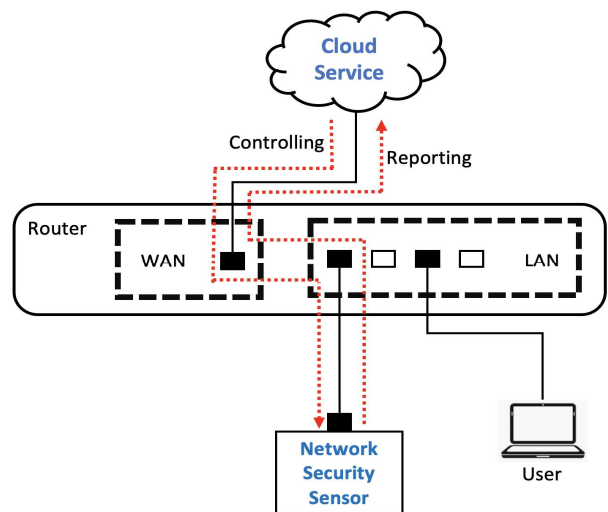 Cloud
Service
Controlling
Reporting
Router
WAN
LAN
Network
Security
Sensor
User